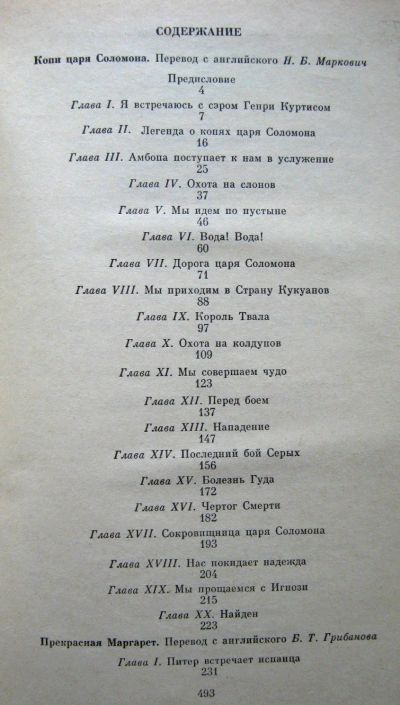 СОДЕРЖАНИЕ
Копи царя Соломона. Перевод с английского Н. Б. Маркович
Предисловие
4
Глава I. Я встречаюсь с сэром Генри Куртисом
7
Глава II. Легенда о копях царя Соломона
16
Глава III. Амбопа поступает к нам в услужение
25
Глава IV. Охота на слонов
37
Глава V. Мы идем по пустыне
46
Глава VI. Вода! Вода!
60
Глава VII. Дорога царя Соломона
71
Глава VIII. Мы приходим в Страну Кукуанов
88
Глава IX. Король Твала
97
Глава X. Охота на колдунов
109
Глава XI. Мы совершаем чудо
123
Глава XII. Перед боем
137
Глава XIII. Нападение
147
Глава XIV. Последний бой Серых
156
Глава XV. Болезнь Гуда
172
Глава XVI. Чертог Смерти
182
Глава XVII. Сокровищница царя Соломона
193
Глава XVIII. Нас покидает надежда
204
Глава XIX. Мы прощаемся с Игнози
215
Глава XX. Найден
223
Прекрасная Маргарет. Перевод с английского Б. Т. Грибанова
Глава I. Питер встречает испанца
231
493